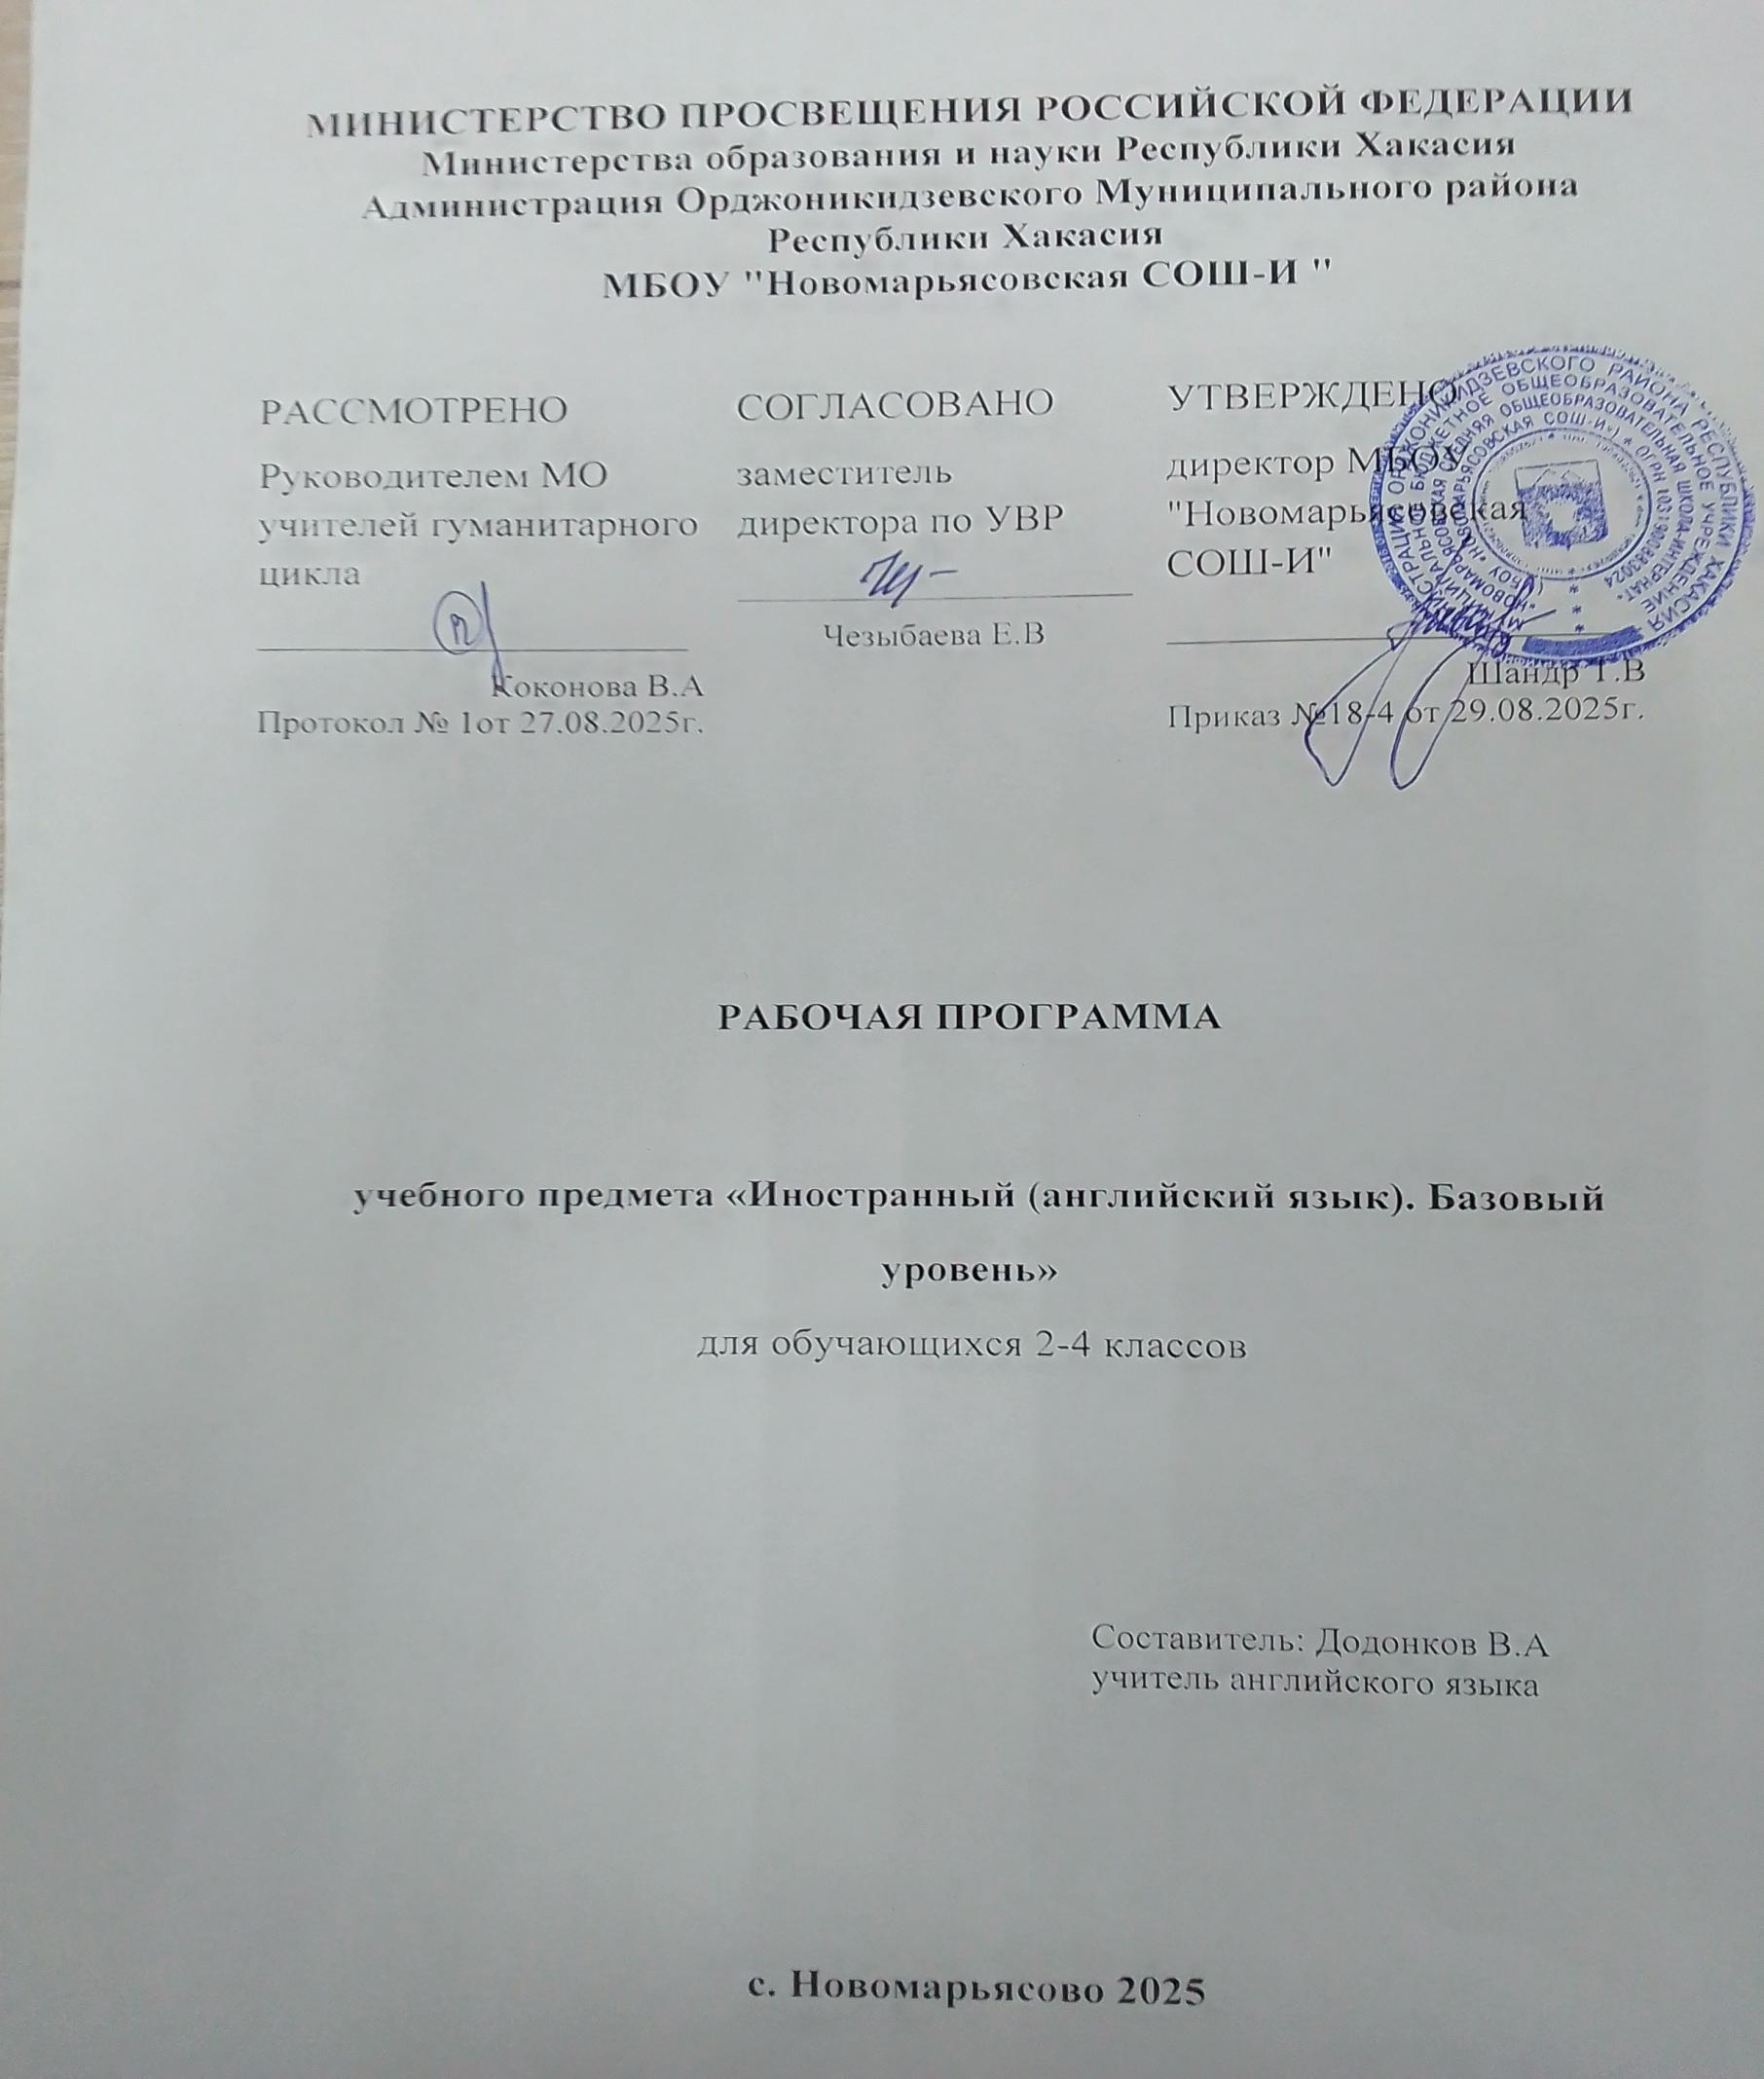 МИНИСТЕРСТВО ПРОСВЕЩЕНИЯ РОССИЙСКОЙ ФЕДЕРАЦИИ
Министерства образования и науки Республики Хакасия
Администрация Орджоникидзевского Муниципального района
Республики Хакасия
МБОУ "Новомарьясовская СОШ-И "
РАССМОТРЕНО
Руководителем МО
учителей гуманитарного
цикла
Коконова В.А
Протокол № 1от 27.08.2025г.
СОГЛАСОВАНО
заместитель
директора по УВР
Чезыбаева Е.В
УТВЕРЖДЕНО
директор МБОУ
"Новомарьясовская
СОШ-И"
Шандр Т.В
Приказ №18-4 от 29.08.2025г.
РАБОЧАЯ ПРОГРАММА
учебного предмета «Иностранный (английский язык). Базовый
уровень»
для обучающихся 2-4 классов
Составитель: Додонков В.А
учитель английского языка
с. Новомарьясово 2025